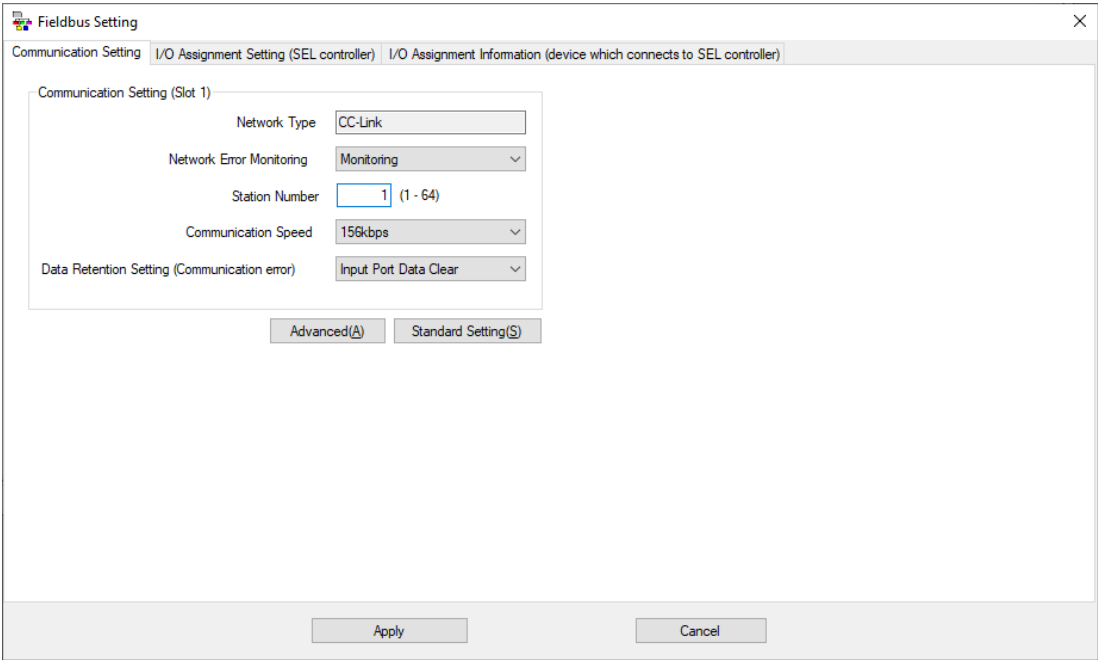 Fieldbus Setting
Communication Setting I/O Assignment Setting (SEL controller) I/O Assignment Information (device which connects to SEL controller)
Communication Setting (Slot 1)
Network Type CC-Link
Network Error Monitoring Monitoring
Station Number 1 (1 - 64)
Communication Speed 156kbps
Data Retention Setting (Communication error) Input Port Data Clear
Advanced(A) Standard Setting(S)
Apply Cancel